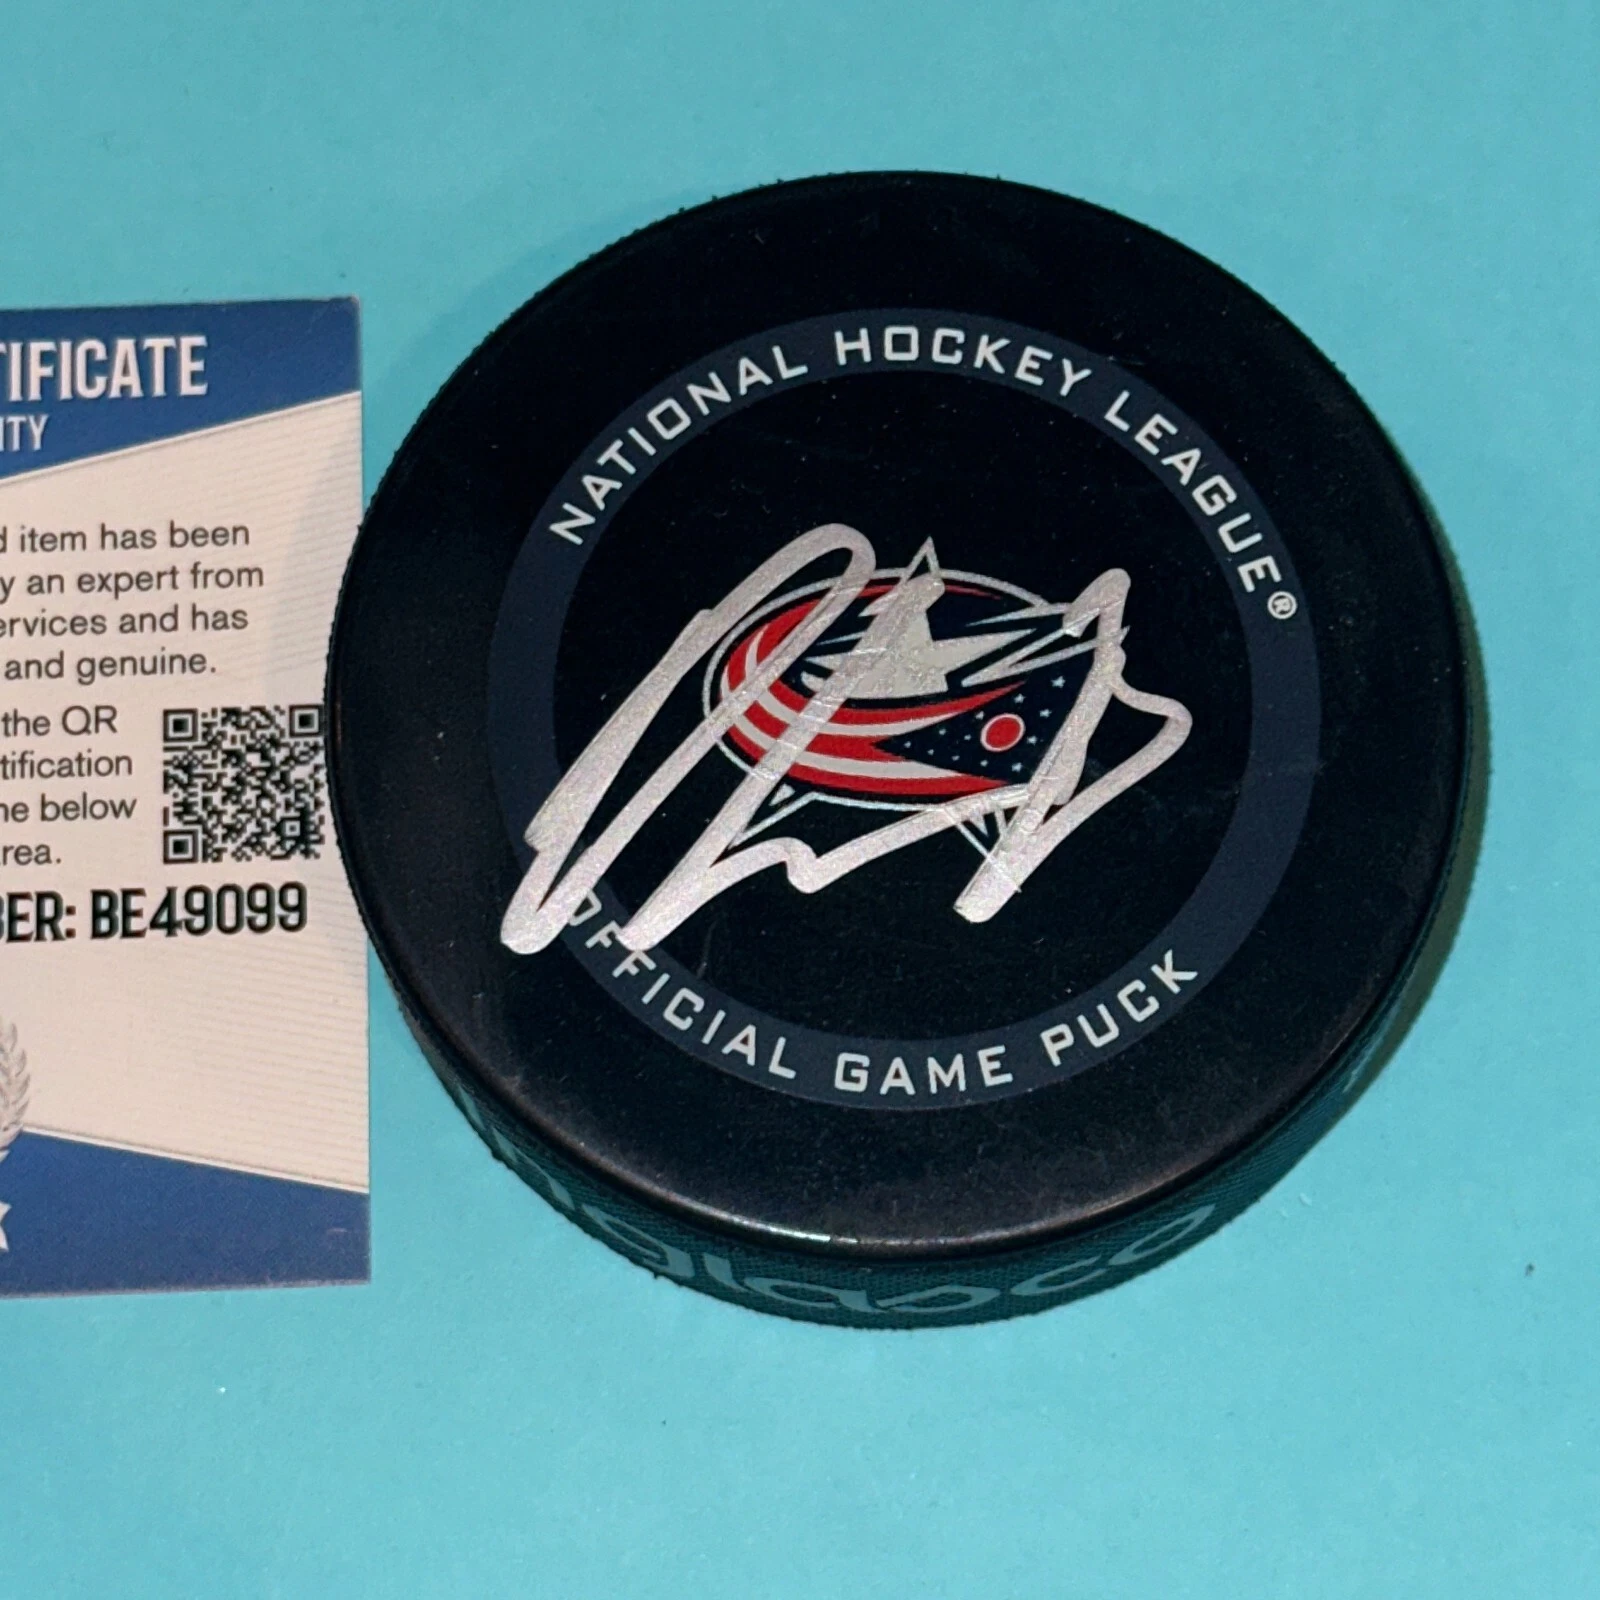 TIFICATE
ITY
d item has been
y an expert from
ervices and has
and genuine.
the QR
tification
ne below
rea.
BER: BE49099
NATIONAL HOCKEY LEAGUE®
OFFICIAL GAME PUCK